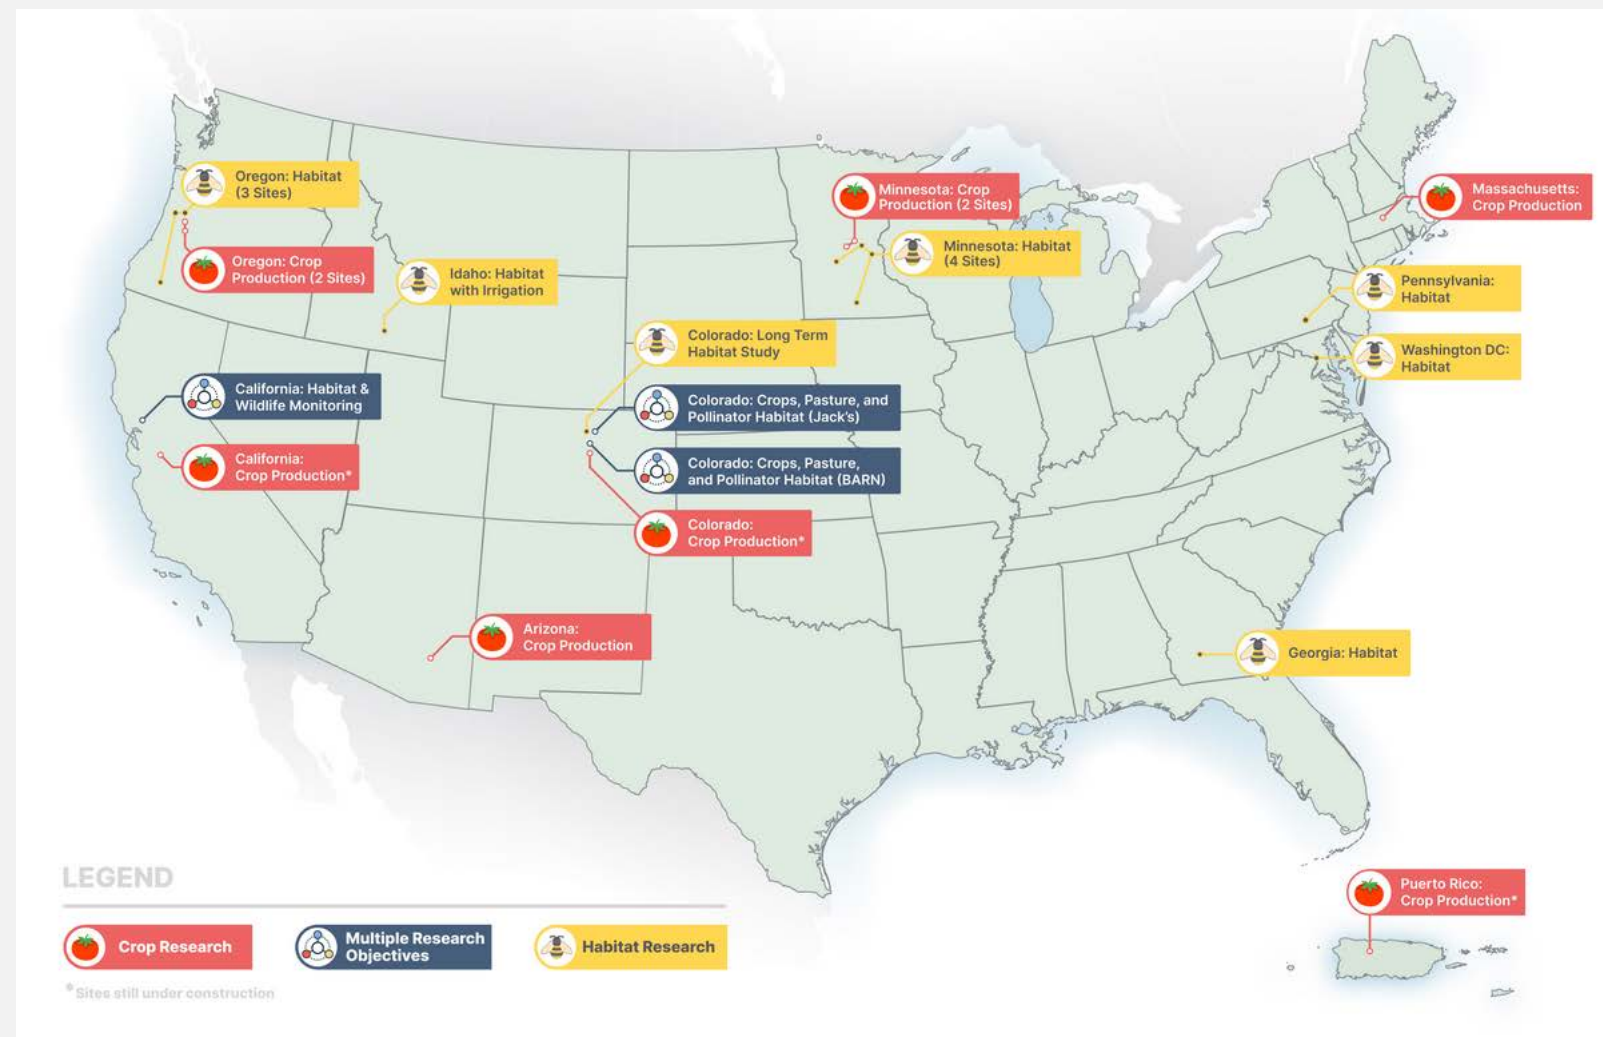 Oregon: Habitat
(3 Sites)
Oregon: Crop
Production (2 Sites)
Idaho: Habitat
with Irrigation
California: Habitat &
Wildlife Monitoring
California:
Crop Production*
Colorado: Long Term
Habitat Study
Colorado: Crops, Pasture, and
Pollinator Habitat (Jack's)
Colorado: Crops, Pasture,
and Pollinator Habitat (BARN)
Colorado:
Crop Production*
Arizona:
Crop Production
Minnesota: Crop
Production (2 Sites)
Minnesota: Habitat
(4 Sites)
Massachusetts:
Crop Production
Pennsylvania:
Habitat
Washington DC:
Habitat
Georgia: Habitat
Puerto Rico:
Crop Production*
LEGEND
Crop Research
Multiple Research
Objectives
Habitat Research
* Sites still under construction